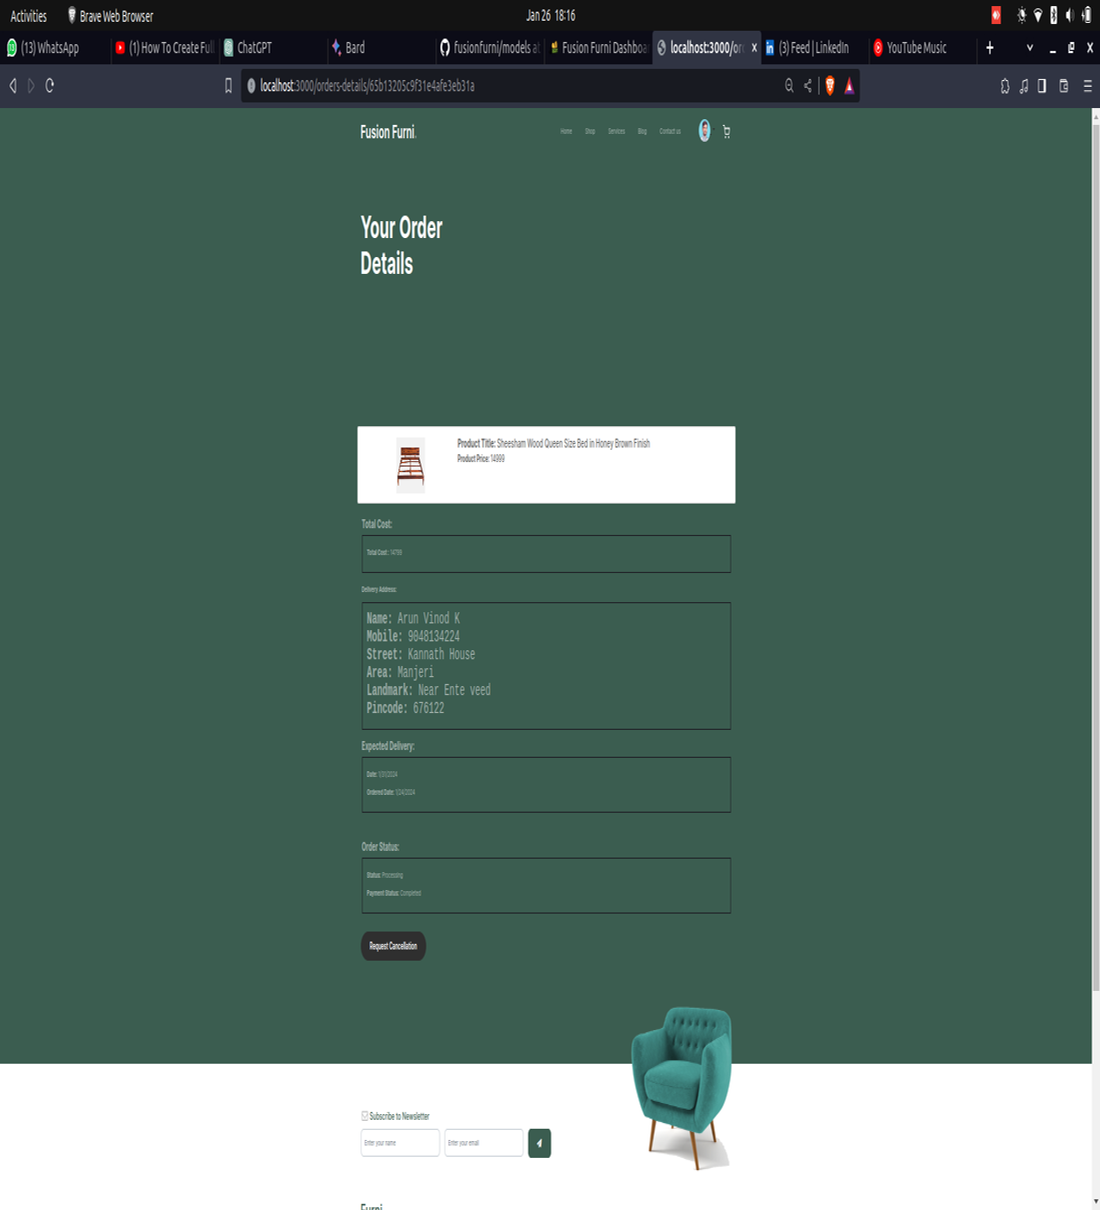 Activities Brave Web Browser Jan 26 18:16
(13) WhatsApp (1) How To Create Full ChatGPT Bard fusionfurni/models at Fusion Furni Dashboa localhost:3000/or (3) Feed | LinkedIn YouTube Music
localhost:3000/orders-details/65b13205c9f31e4afe3eb31a
Fusion Furni. Home Shop Services Blog Contact us
Your Order
Details
Product Title: Sheesham Wood Queen Size Bed in Honey Brown Finish
Product Price: 14999
Total Cost:
Total Cost : 14799
Delivery Address:
Name: Arun Vinod K
Mobile: 9048134224
Street: Kannath House
Area: Manjeri
Landmark: Near Ente veed
Pincode: 676122
Expected Delivery:
Date: 1/31/2024
Ordered Date: 1/24/2024
Order Status:
Status: Processing
Payment Status: Completed
Request Cancellation
Subscribe to Newsletter
Enter your name Enter your email
Furni